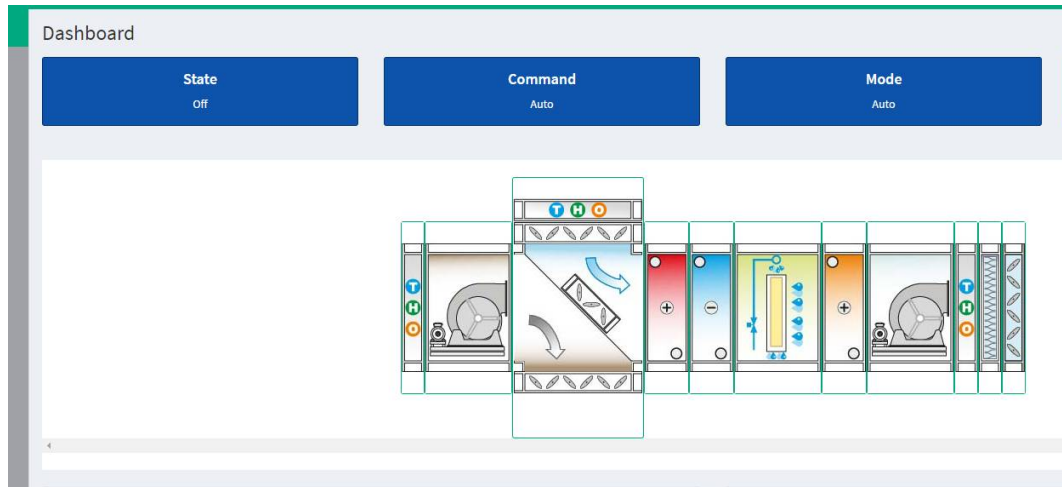 Dashboard
State
Off
Command
Auto
Mode
Auto
T H O
T
H
O
T
H
O